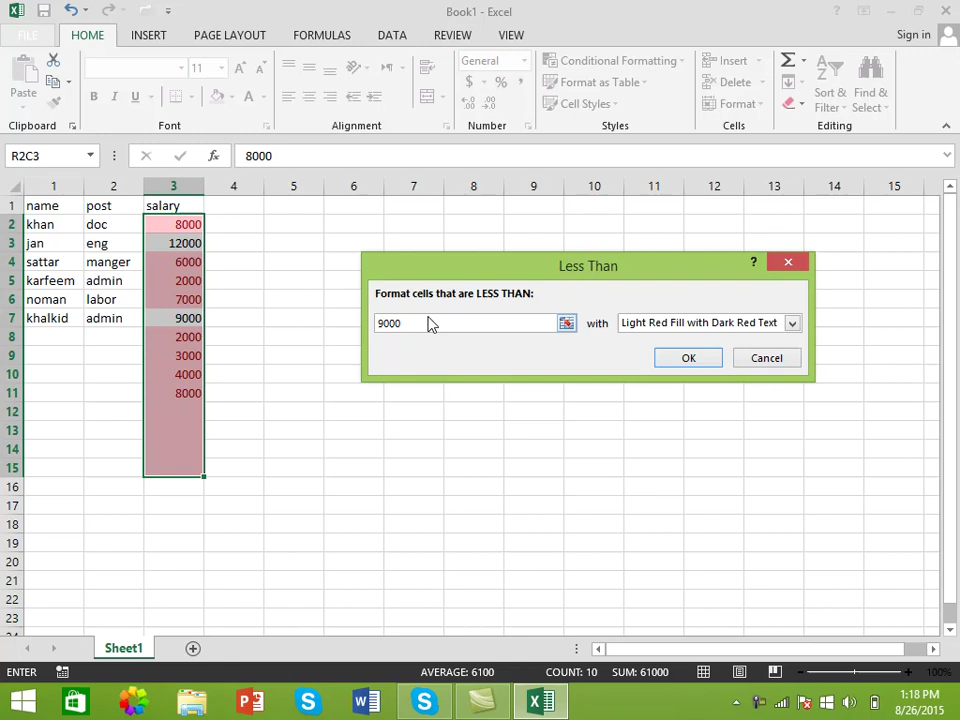 Book1 - Excel
FILE
HOME
INSERT
PAGE LAYOUT
FORMULAS
DATA
REVIEW
VIEW
Sign in
Paste
Clipboard
11
B I U
A
Font
Alignment
General
$ % ,
Number
Conditional Formatting
Format as Table
Cell Styles
Styles
Insert
Delete
Format
Cells
Sort &
Filter
Find &
Select
Editing
R2C3
fx
8000
1 2 3 4 5 6 7 8 9 10 11 12 13 14 15
1 name post salary
2 khan doc 8000
3 jan eng 12000
4 sattar manger 6000
5 karfeem admin 2000
6 noman labor 7000
7 khalkid admin 9000
8 2000
9 3000
10 4000
11 8000
12
13
14
15
16
17
18
19
20
21
22
23
Less Than
?
Format cells that are LESS THAN:
9000 with Light Red Fill with Dark Red Text
OK Cancel
Sheet1
ENTER
AVERAGE: 6100 COUNT: 10 SUM: 61000
100%
1:18 PM
8/26/2015